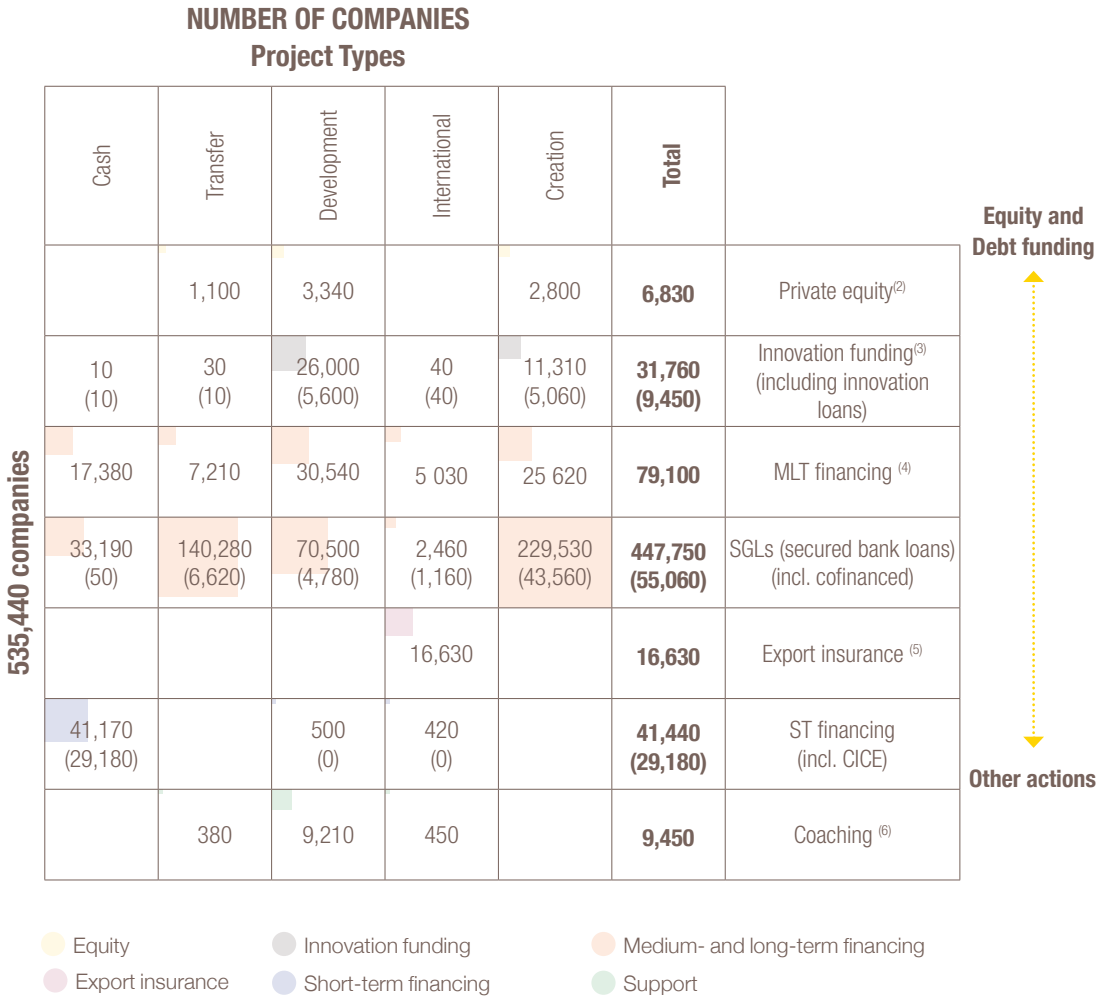 NUMBER OF COMPANIES
Project Types
Cash
Transfer
Development
International
Creation
Total
Equity and
Debt funding
1,100 3,340 2,800 6,830 Private equity(2)
10 30 26,000 40 11,310 31,760 Innovation funding(3)
(10) (10) (5,600) (40) (5,060) (9,450) (including innovation
loans)
17,380 7,210 30,540 5 030 25 620 79,100 MLT financing (4)
33,190 140,280 70,500 2,460 229,530 447,750 SGLs (secured bank loans)
(50) (6,620) (4,780) (1,160) (43,560) (55,060) (incl. cofinanced)
535,440 companies
16,630 16,630 Export insurance (5)
41,170 500 420 41,440 ST financing
(29,180) (0) (0) (29,180) (incl. CICE)
Other actions
380 9,210 450 9,450 Coaching (6)
Equity Innovation funding Medium- and long-term financing
Export insurance Short-term financing Support